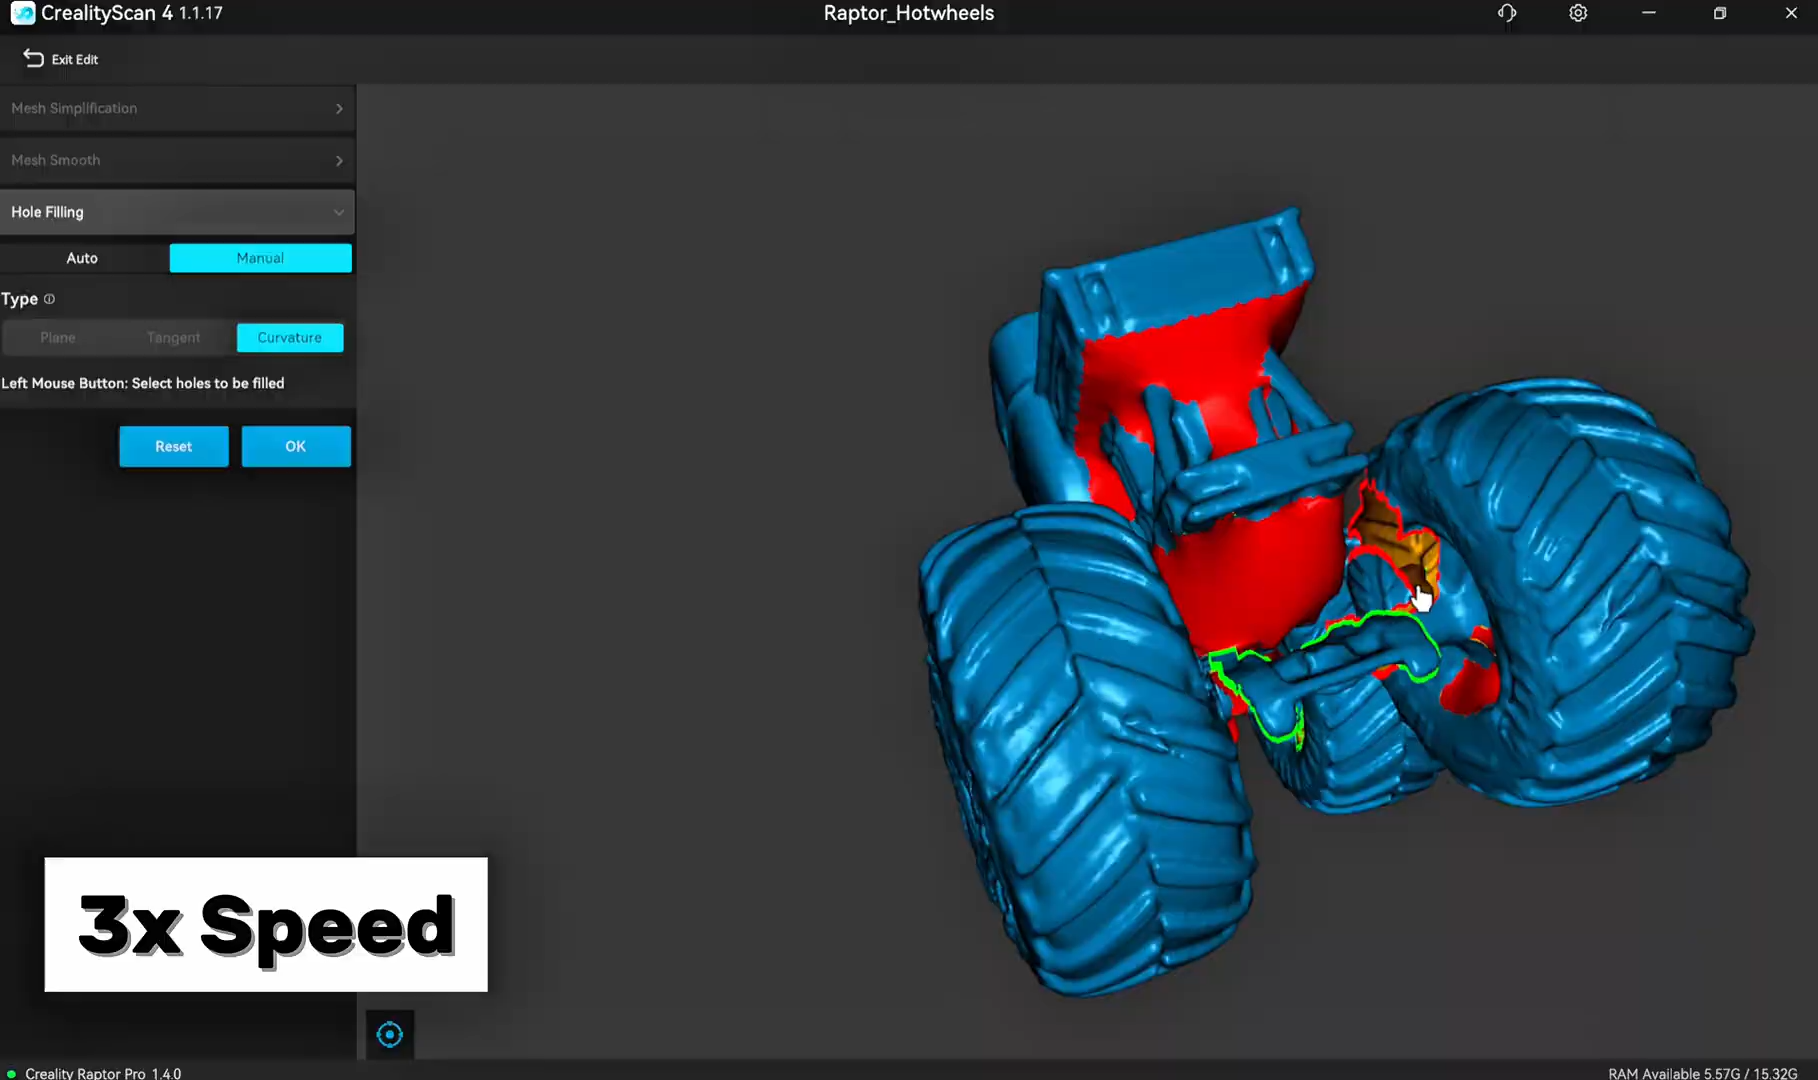 CrealityScan 4 1.1.17
Raptor_Hotwheels
Exit Edit
Mesh Simplification
Mesh Smooth
Hole Filling
Auto
Manual
Type
Plane
Tangent
Curvature
Left Mouse Button: Select holes to be filled
Reset
OK
3x Speed
Creality Raptor Pro 1.4.0
RAM Available 5.57G / 15.32G